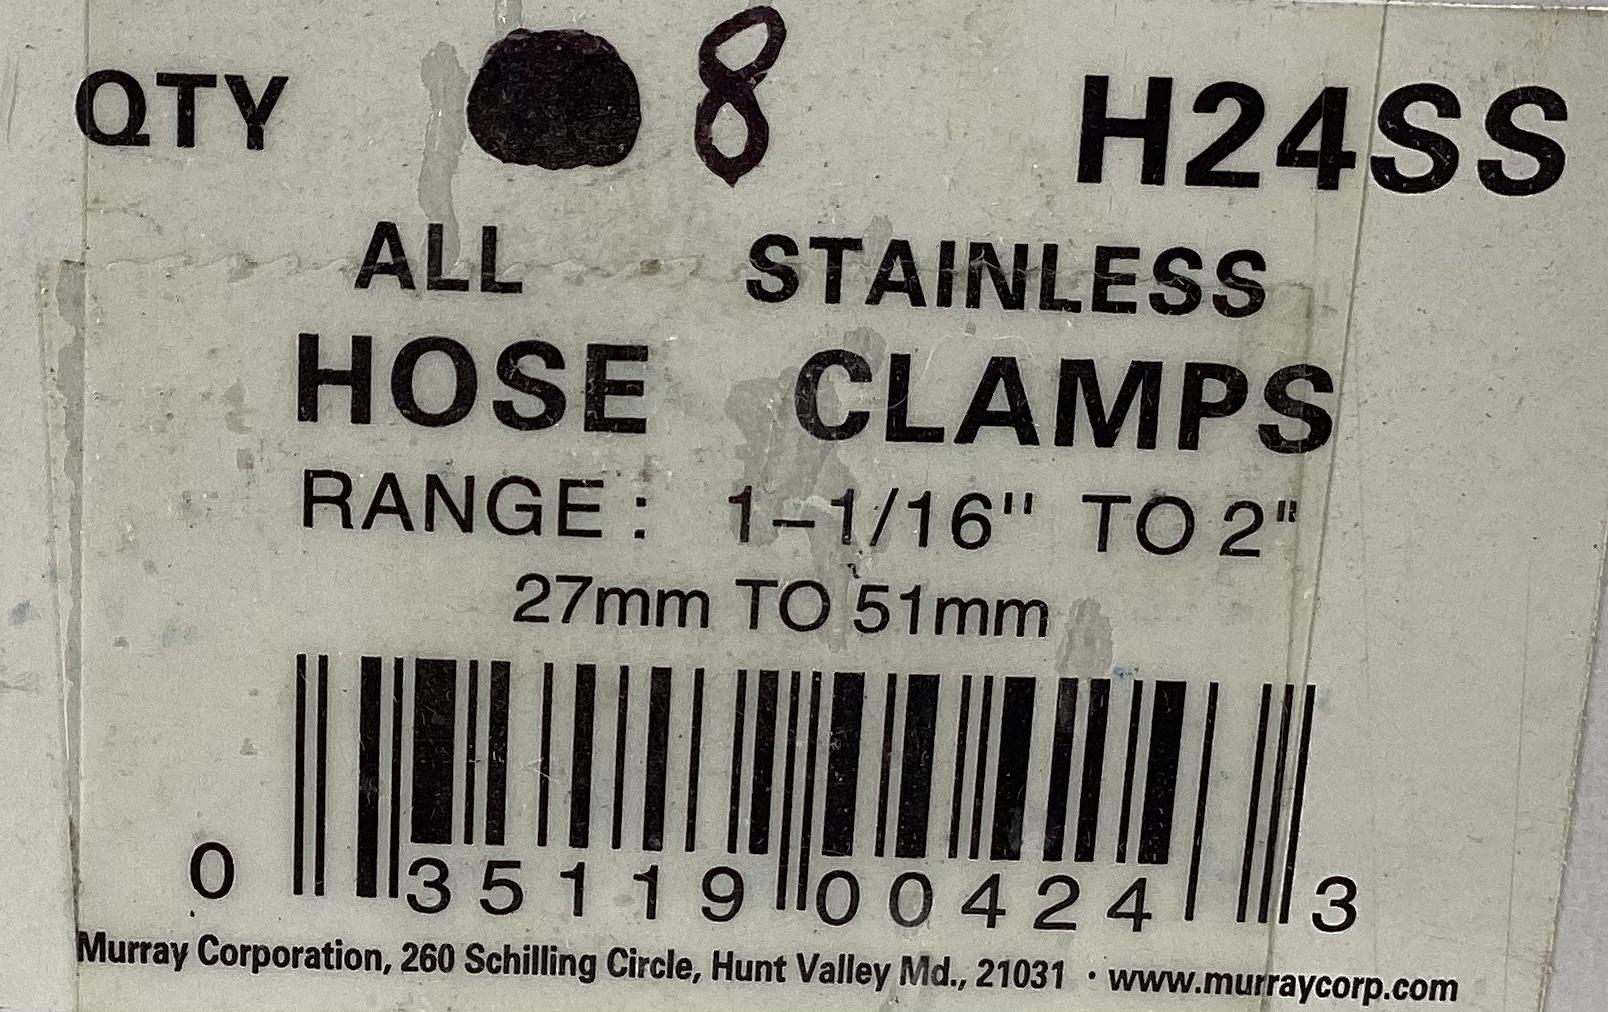 QTY 8 H24SS
ALL STAINLESS
HOSE CLAMPS
RANGE: 1-1/16" TO 2"
27mm TO 51mm
0 35119 00424 3
Murray Corporation, 260 Schilling Circle, Hunt Valley Md., 21031 · www.murraycorp.com